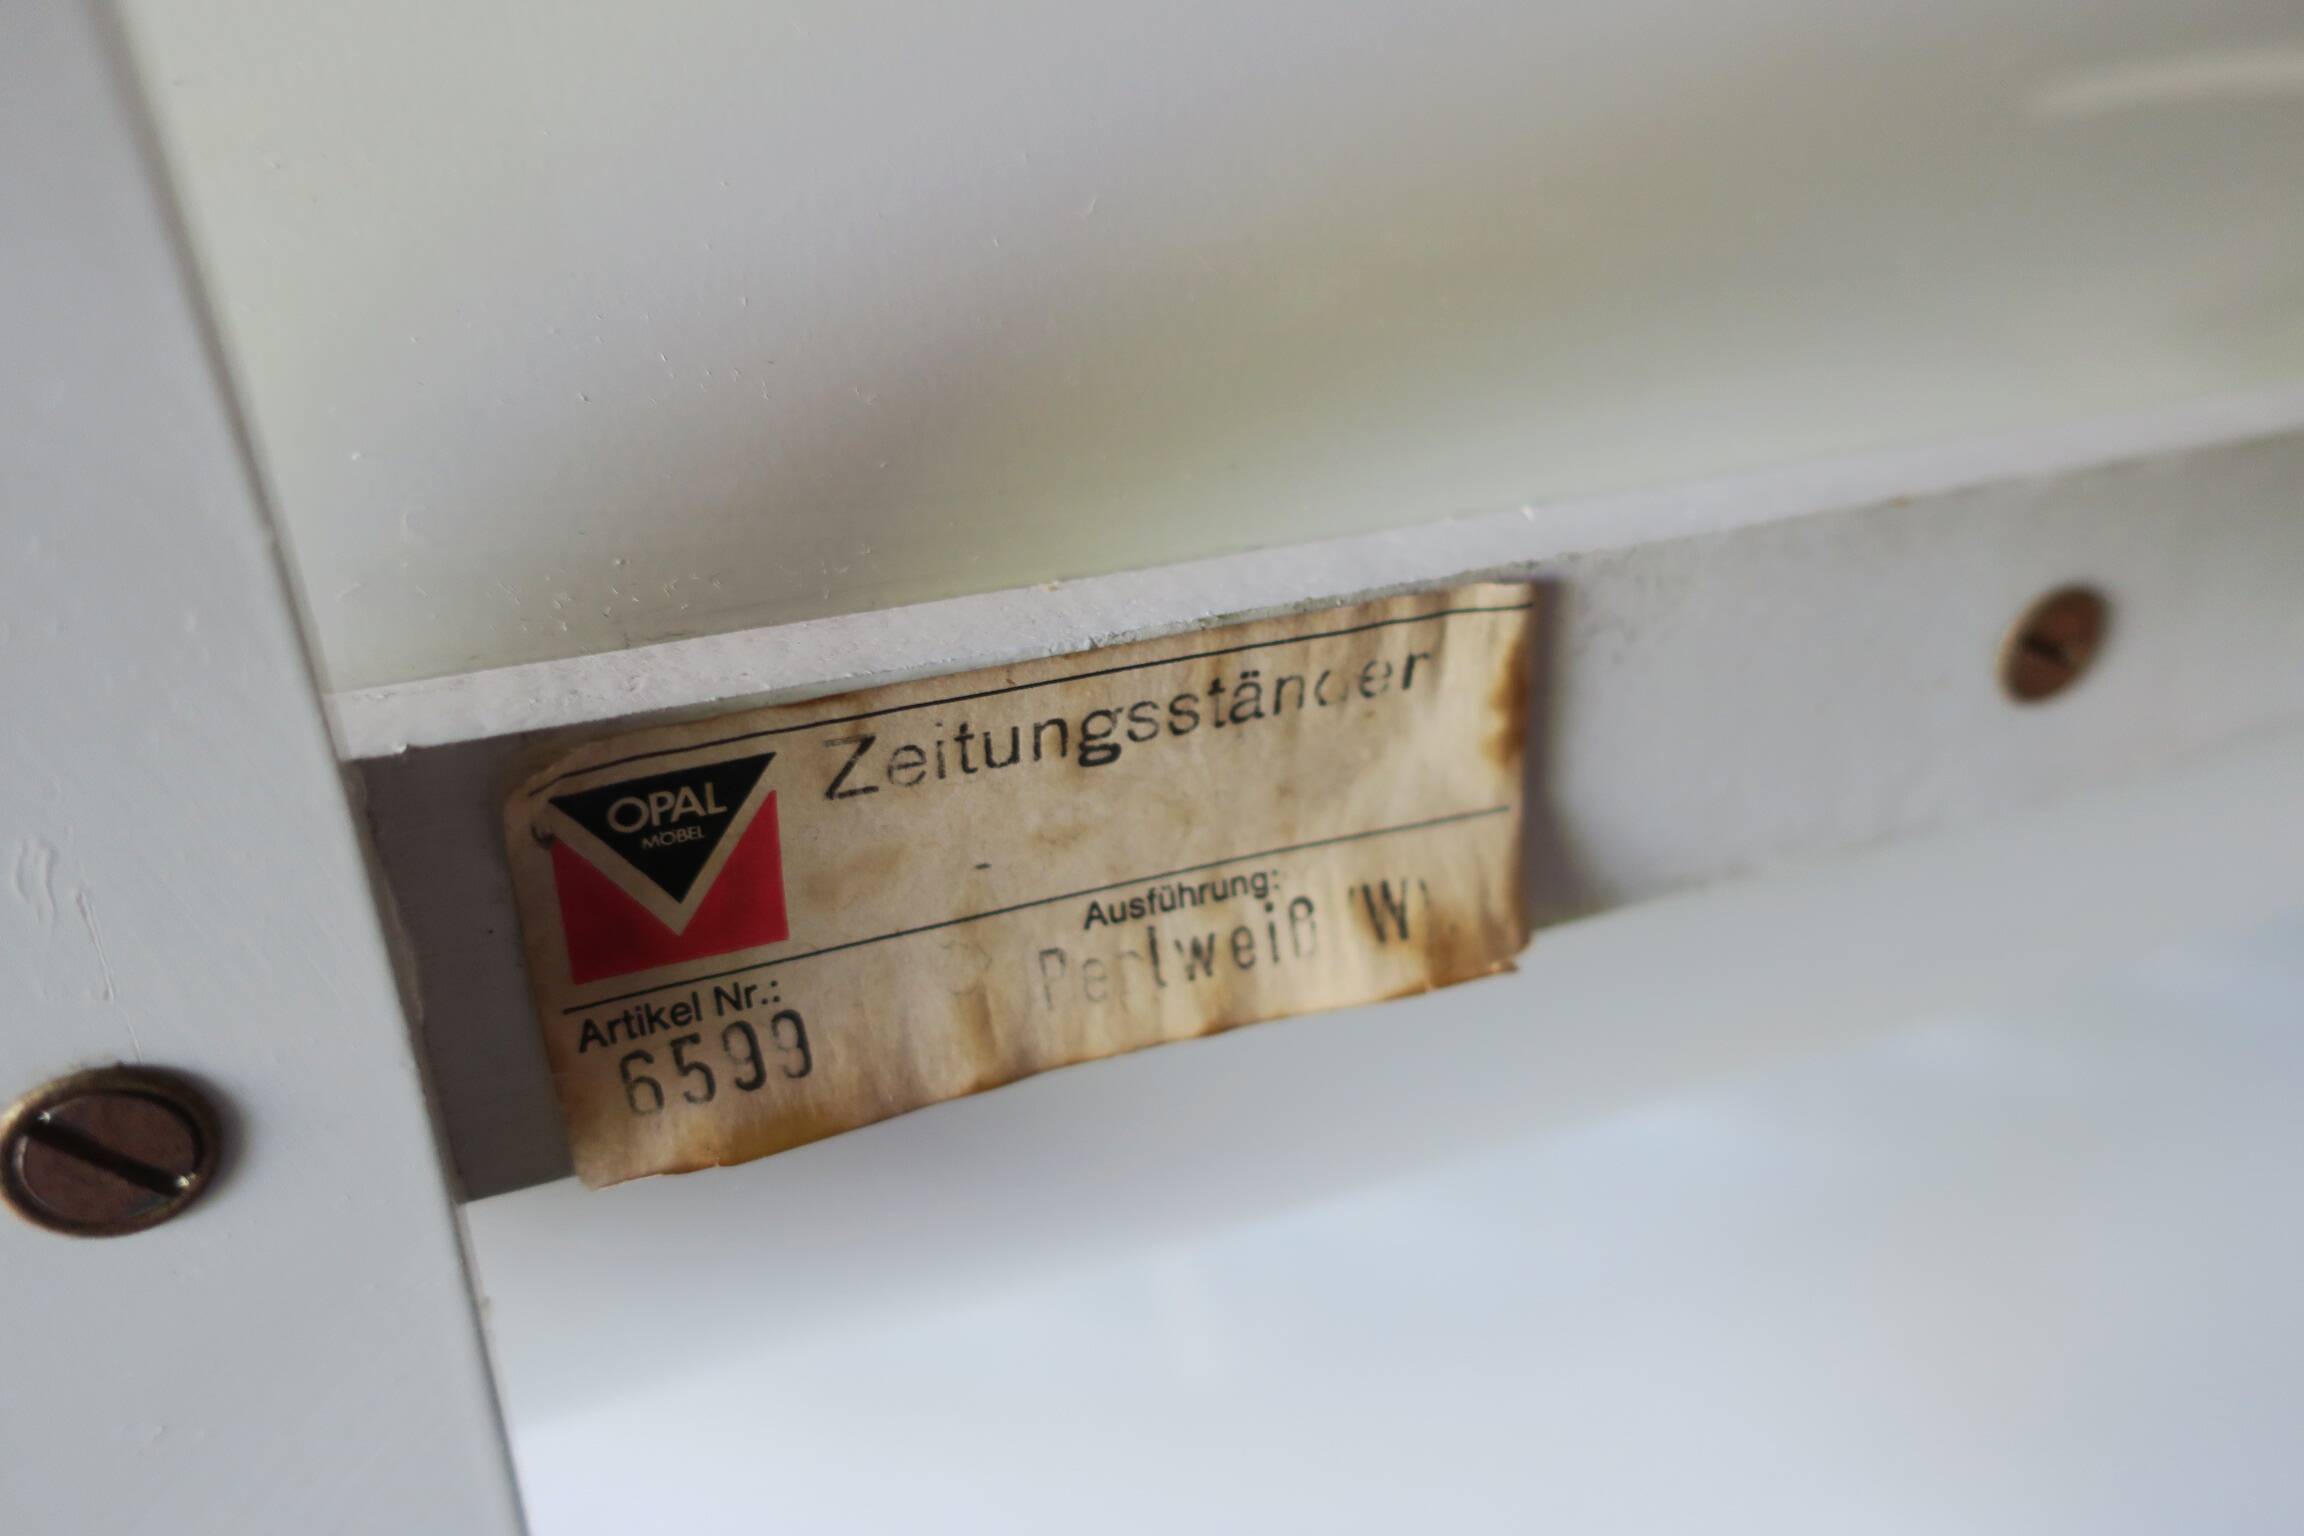 Zeitungsständer
OPAL
MÖBEL
Artikel Nr.:
6599
Ausführung:
Perlweiß (W)